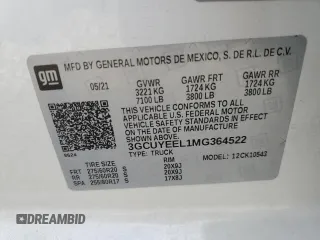 gm
MFD BY GENERAL MOTORS DE MEXICO, S. DE R.L. DE C.V.
05/21 GVWR GAWR FRT GAWR RR
3221 KG 1724 KG 1724 KG
7100 LB 3800 LB 3800 LB
THIS VEHICLE CONFORMS TO ALL APPLICABLE U.S.
FEDERAL MOTOR VEHICLE SAFETY STANDARDS IN EFFECT
ON THE DATE OF MANUFACTURE SHOWN ABOVE.
3GCUYEEL1MG364522
TYPE: TRUCK
MODEL: 12CK10543
TIRE SIZE RIM
FRT 275/60R20 20X9J
RR 275/60R20 20X9J
SPA 255/80R17 17X8J
© AUTOBIDMASTER